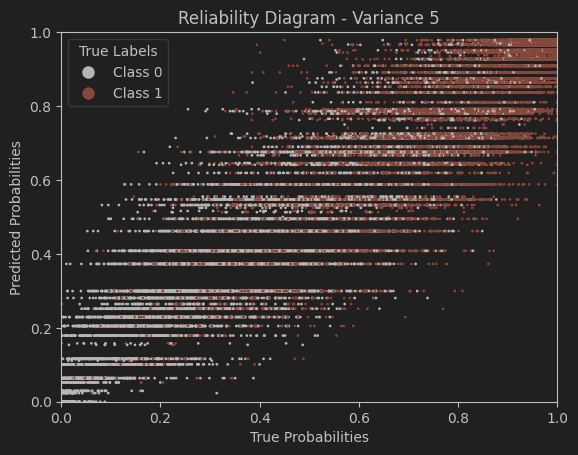 Reliability Diagram - Variance 5
True Labels
Class 0
Class 1
Predicted Probabilities
1.0
0.8
0.6
0.4
0.2
0.0
0.0 0.2 0.4 0.6 0.8 1.0
True Probabilities